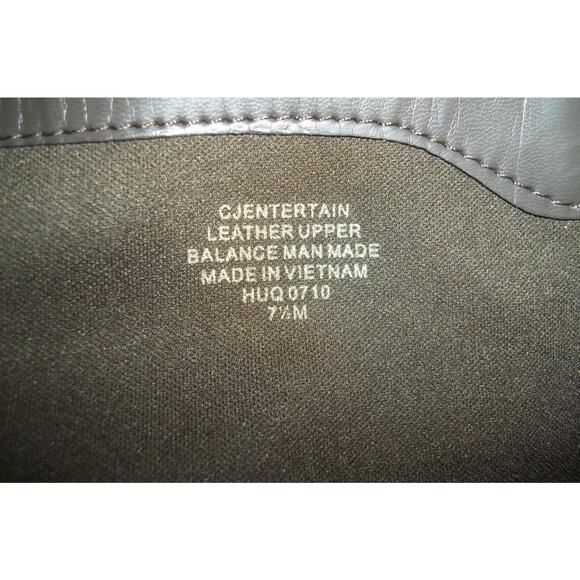 CJENTERTAIN
LEATHER UPPER
BALANCE MAN MADE
MADE IN VIETNAM
HUQ 0710
7½M